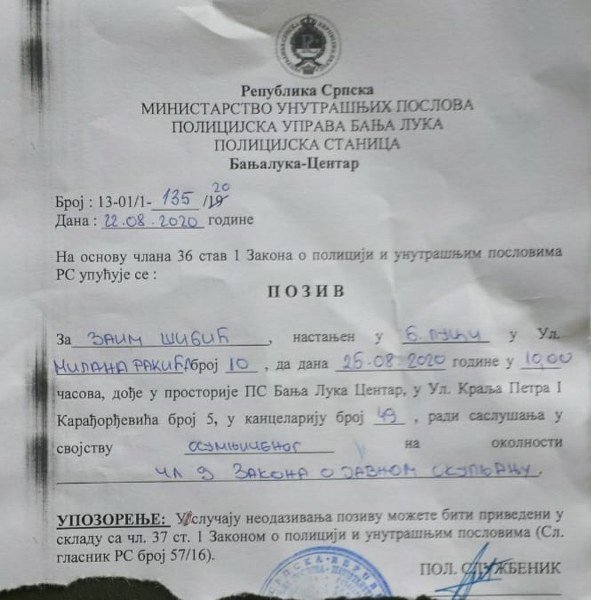 Република Српска
МИНИСТАРСТВО УНУТРАШЊИХ ПОСЛОВА
ПОЛИЦИЈСКА УПРАВА БАЊА ЛУКА
ПОЛИЦИЈСКА СТАНИЦА
Бањалука-Центар
Број : 13-01/1- 135 /19 20
Дана : 22.08.2020 године
На основу члана 36 став 1 Закона о полицији и унутрашњим пословима
РС упућује се :
ПОЗИВ
За ЗАИМ ШИБИЋ , настањен у Б.ЛУЦИ у Ул.
МИЛАНА РАКИЋА број 10 , да дана 25.08.2020 године у 10,00
часова, дође у просторије ПС Бања Лука Центар, у Ул. Краља Петра I
Карађорђевића број 5, у канцеларију број 49 , ради саслушања у
својству ОСУМЊИЧЕНОГ на околности
ЧЛ 9 ЗАКОНА О ЈАВНОМ ОКУПЉАЊУ.
УПОЗОРЕЊЕ: У случају неодазивања позиву можете бити приведени у
складу са чл. 37 ст. 1 Законом о полицији и унутрашњим пословима (Сл.
гласник РС број 57/16).
ПОЛ. СЛУЖБЕНИК